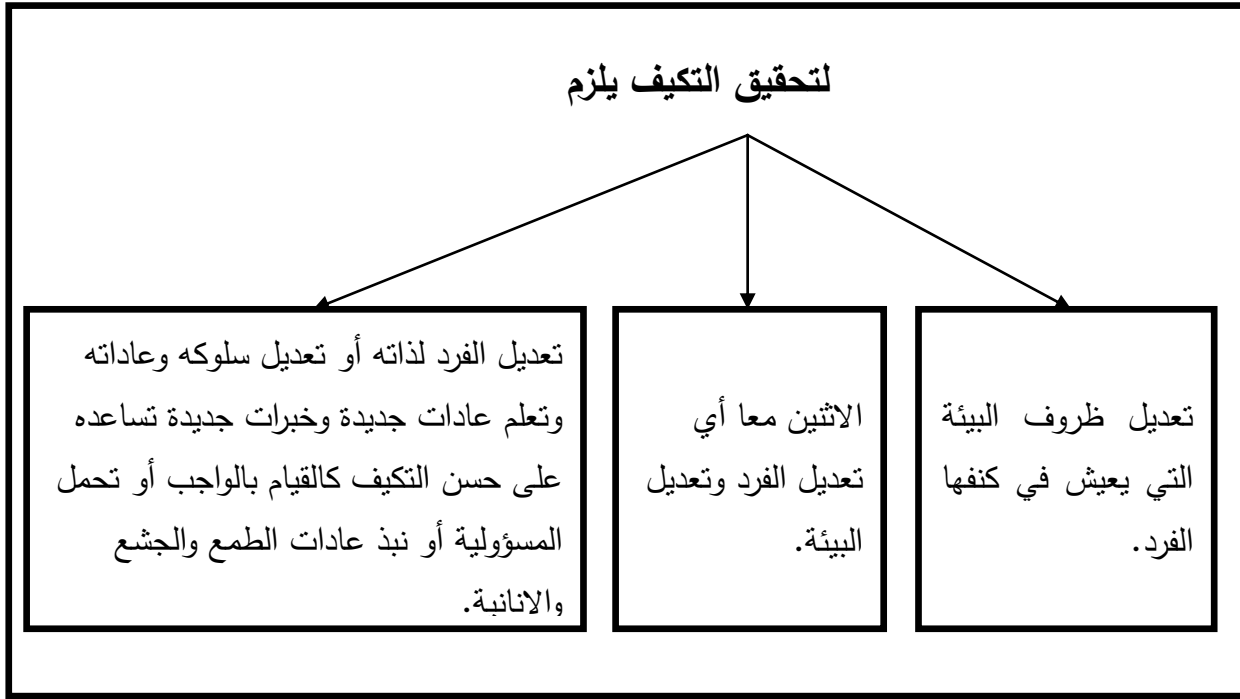 لتحقيق التكيف يلزم
تعديل ظروف البيئة
التي يعيش في كنفها
الفرد.
الاثنين معا أي
تعديل الفرد وتعديل
البيئة.
تعديل الفرد لذاته أو تعديل سلوكه وعاداته
وتعلم عادات جديدة وخبرات جديدة تساعده
على حسن التكيف كالقيام بالواجب أو تحمل
المسؤولية أو نبذ عادات الطمع والجشع
والانانية.